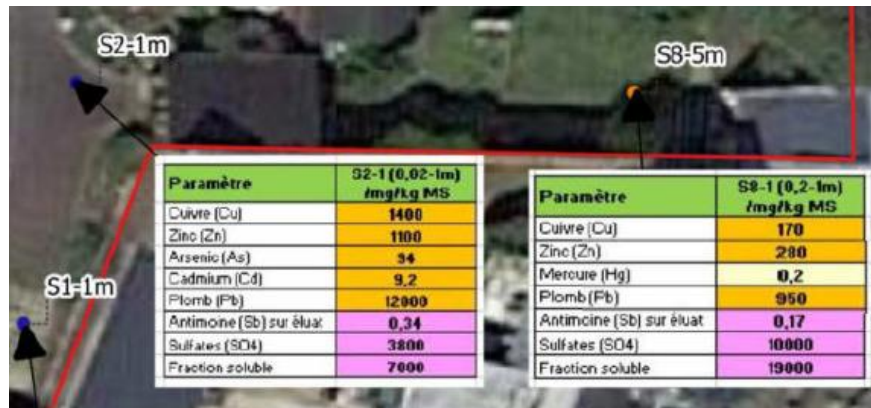 S2-1m
S8-5m
S1-1m
Paramètre S2-1 (0,02-1m) /mg/kg MS
Cuivre (Cu) 1400
Zinc (Zn) 1100
Arsenic (As) 94
Cadmium (Cd) 9,2
Plomb (Pb) 12000
Antimoine (Sb) sur éluat 0,34
Sulfates (SO4) 3800
Fraction soluble 7000
Paramètre S8-1 (0,2-1m) /mg/kg MS
Cuivre (Cu) 170
Zinc (Zn) 280
Mercure (Hg) 0,2
Plomb (Pb) 950
Antimoine (Sb) sur éluat 0,17
Sulfates (SO4) 10000
Fraction soluble 19000